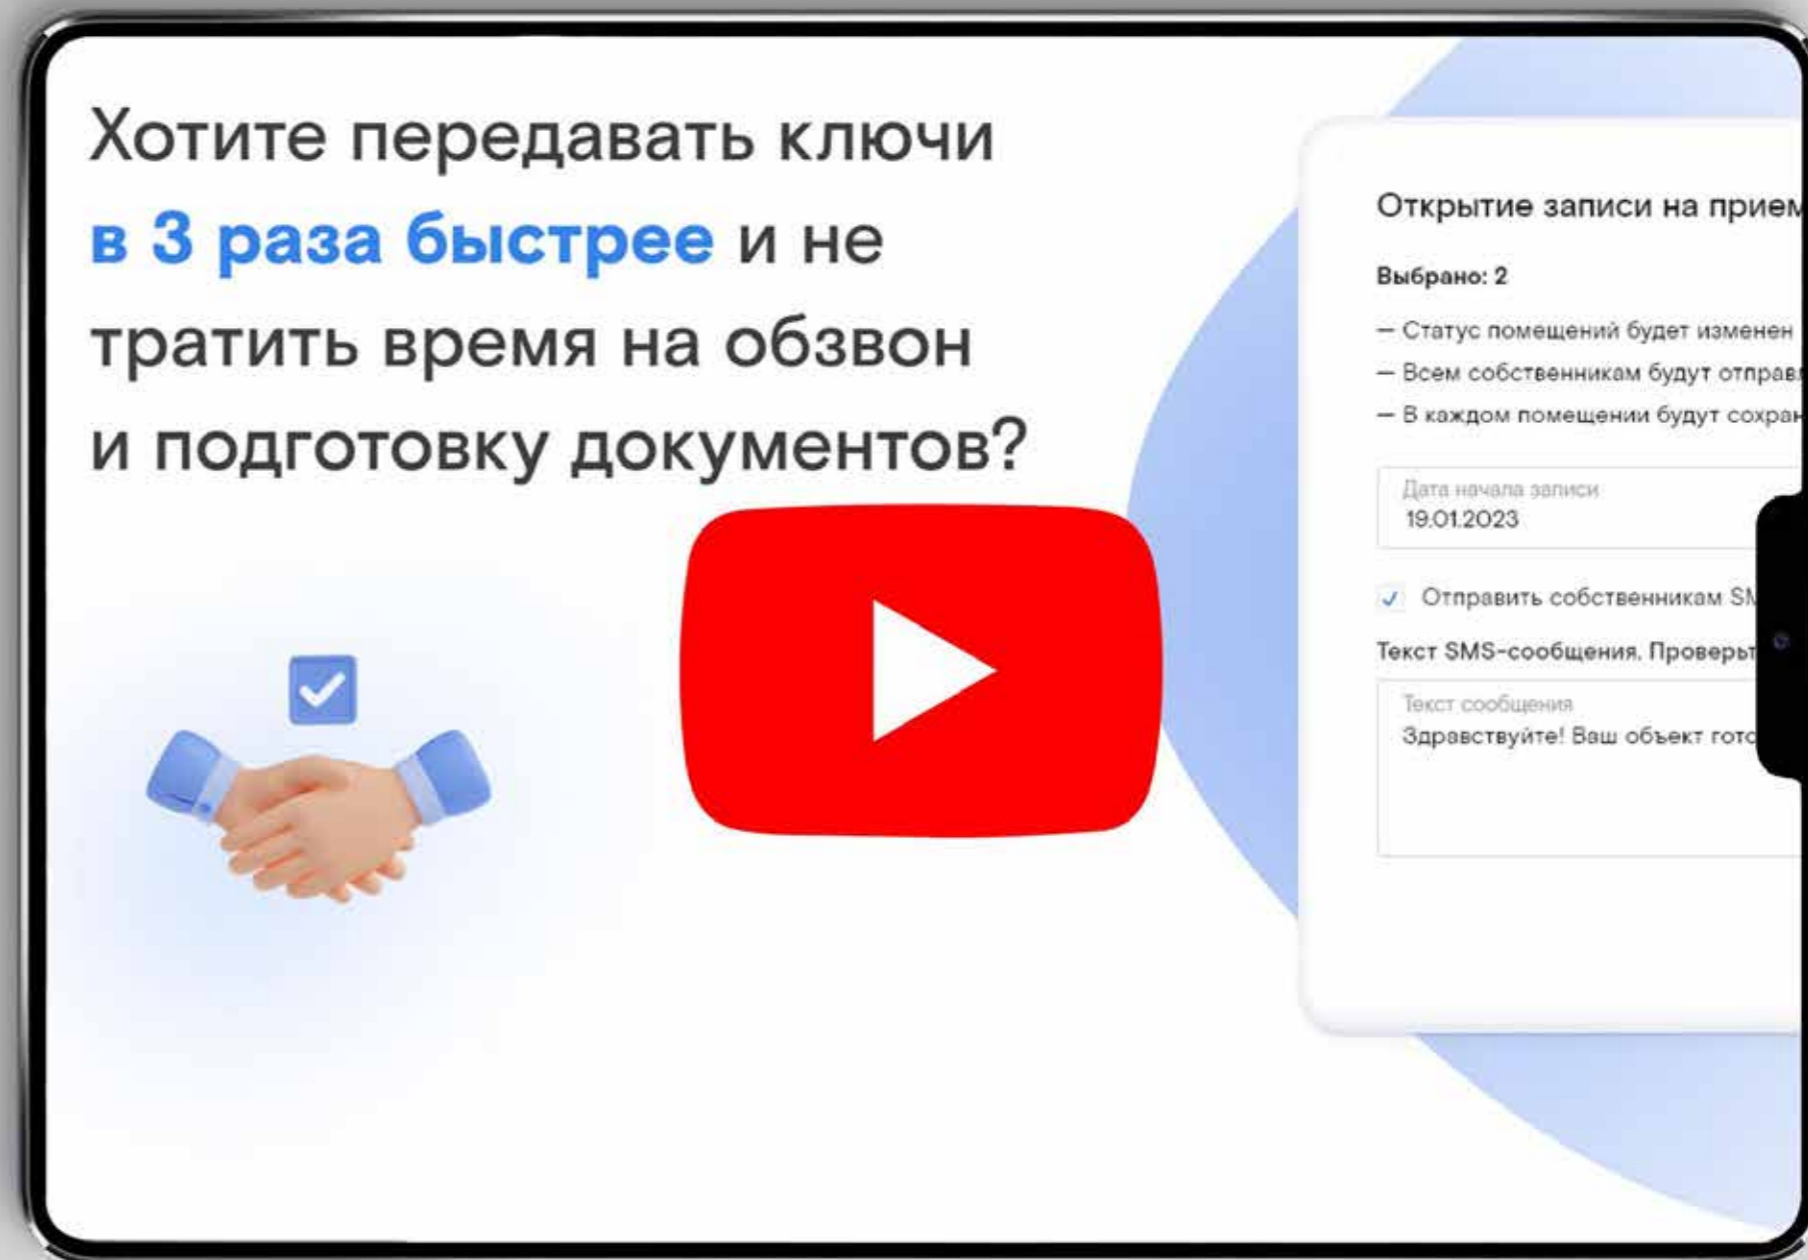 Хотите передавать ключи
в 3 раза быстрее и не
тратить время на обзвон
и подготовку документов?
Открытие записи на прием
Выбрано: 2
— Статус помещений будет изменен
— Всем собственникам будут
— В каждом помещении будут
Дата начала записи
19.01.2023
Отправить собственникам
Текст SMS-сообщения.
Текст сообщения
Здравствуйте! Ваш объект